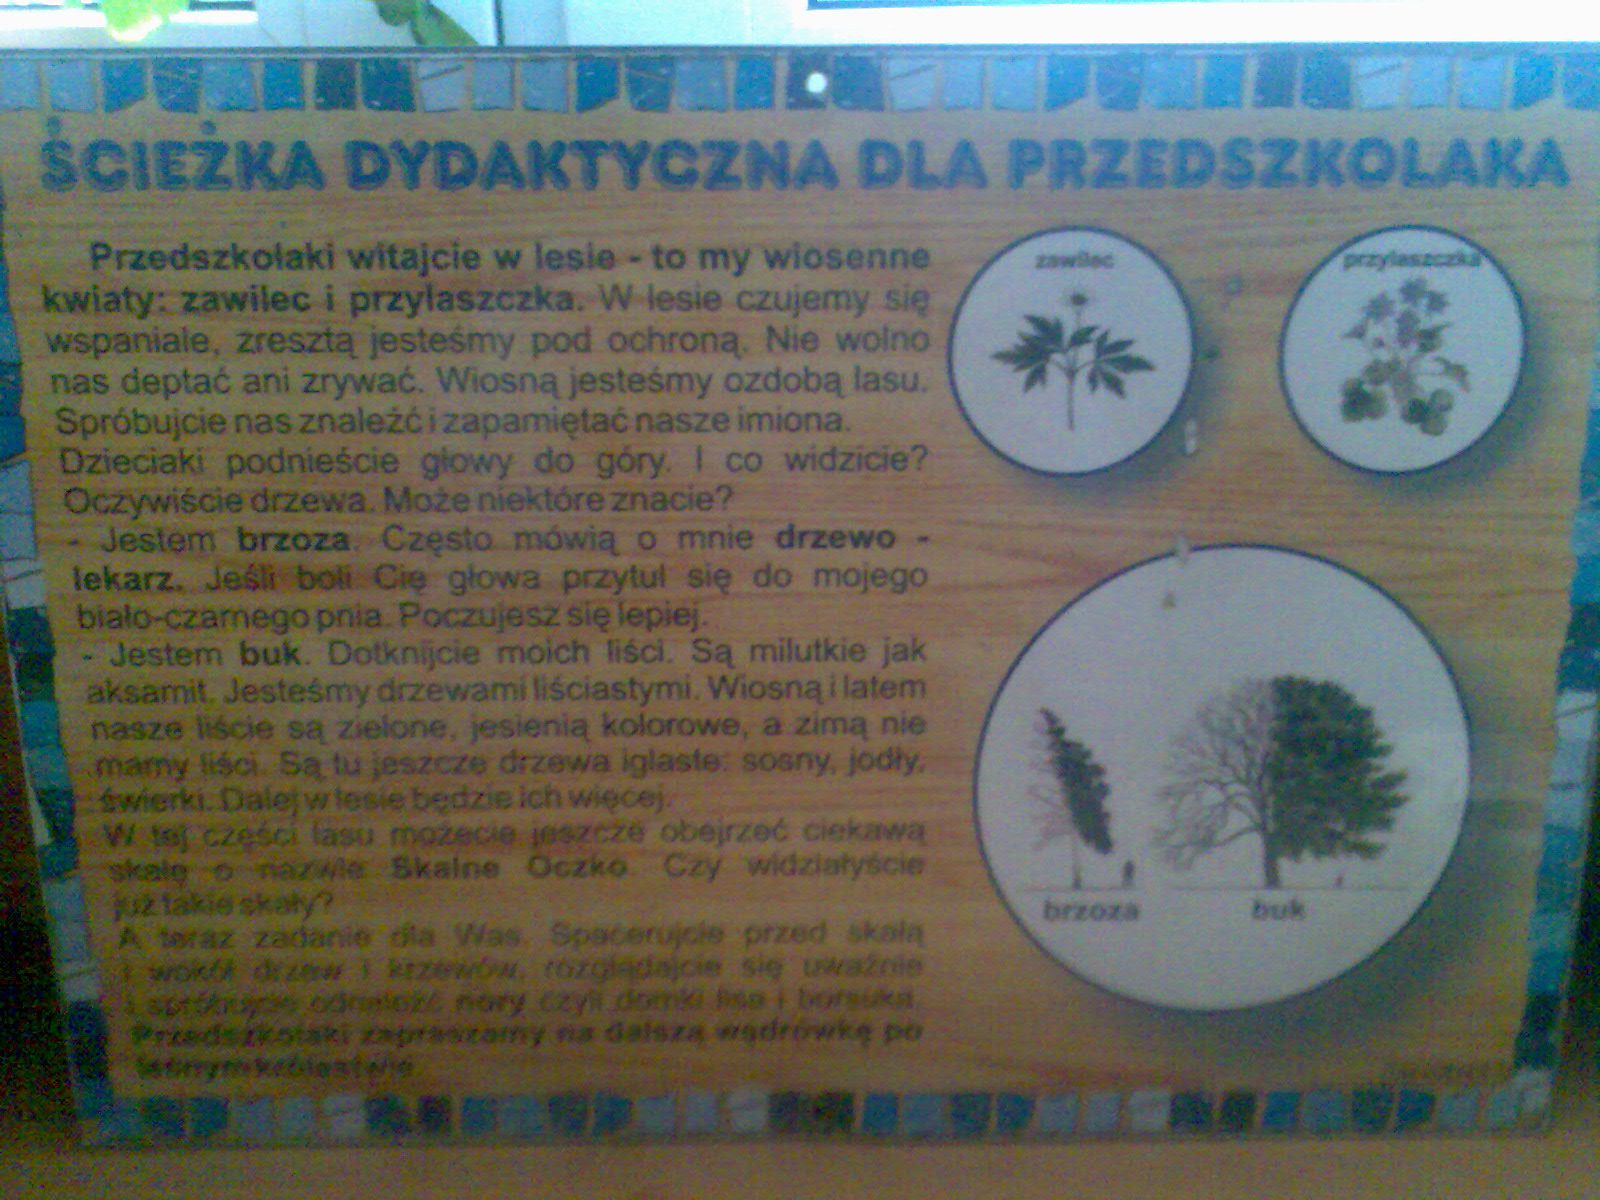 ŚCIEŻKA DYDAKTYCZNA DLA PRZEDSZKOLAKA
Przedszkolaki witajcie w lesie - to my wiosenne
kwiaty: zawilec i przylaszczka. W lesie czujemy się
wspaniale, zresztą jesteśmy pod ochroną. Nie wolno
nas deptać ani zrywać. Wiosną jesteśmy ozdobą lasu.
Spróbujcie nas znaleźć i zapamiętać nasze imiona.
Dzieciaki podnieście głowy do góry. I co widzicie?
Oczywiście drzewa. Może niektóre znacie?
- Jestem brzoza. Często mówią o mnie drzewo -
lekarz. Jeśli boli Cię głowa przytul się do mojego
biało-czarnego pnia. Poczujesz się lepiej.
- Jestem buk. Dotknijcie moich liści. Są milutkie jak
aksamit. Jesteśmy drzewami liściastymi. Wiosną i latem
nasze liście są zielone, jesienią kolorowe, a zimą nie
mamy liści. Są tu jeszcze drzewa iglaste: sosny, jodły,
świerki. Dalej w lesie będzie ich więcej.
W tej części lasu możecie jeszcze obejrzeć ciekawą
skałę o nazwie Skalne Oczko. Czy widziałyście
już takie skały?
A teraz zadanie dla Was. Spacerujcie przed skałą
i wokół drzew i krzewów, rozglądajcie się uważnie
i spróbujcie odnaleźć nory czyli domki lisa i borsuka.
Przedszkolaki zapraszamy na dalszą wędrówkę po
leśnym królestwie.
zawilec
przylaszczka
brzoza
buk